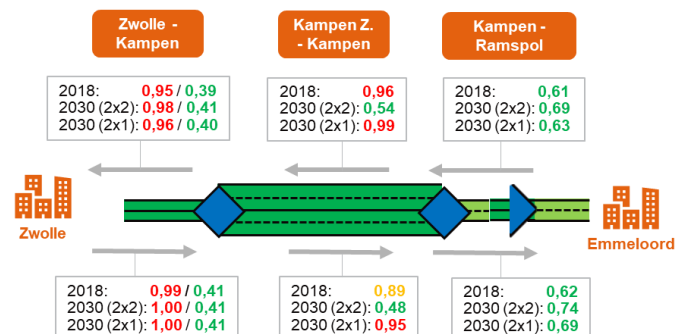 Zwolle -
Kampen
Kampen Z.
- Kampen
Kampen -
Ramspol
2018: 0,95 / 0,39
2030 (2x2): 0,98 / 0,41
2030 (2x1): 0,96 / 0,40
2018: 0,96
2030 (2x2): 0,54
2030 (2x1): 0,99
2018: 0,61
2030 (2x2): 0,69
2030 (2x1): 0,63
Zwolle
Emmeloord
2018: 0,99 / 0,41
2030 (2x2): 1,00 / 0,41
2030 (2x1): 1,00 / 0,41
2018: 0,89
2030 (2x2): 0,48
2030 (2x1): 0,95
2018: 0,62
2030 (2x2): 0,74
2030 (2x1): 0,69